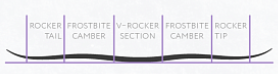 ROCKER TAIL
FROSTBITE CAMBER
V-ROCKER SECTION
FROSTBITE CAMBER
ROCKER TIP